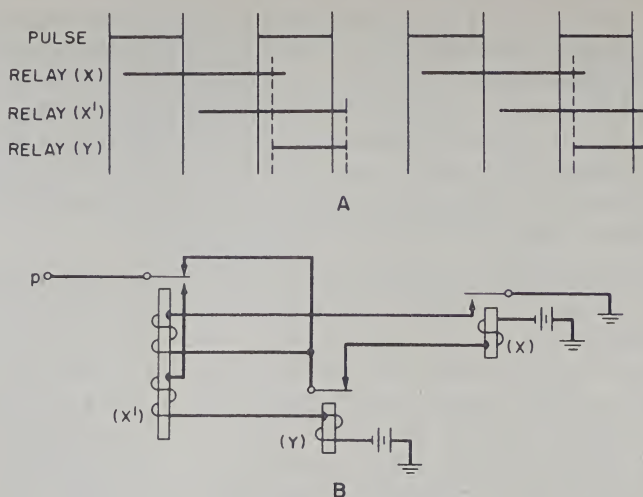 PULSE
RELAY (X)
RELAY (X')
RELAY (Y)
A
p
(X)
(X')
(Y)
B